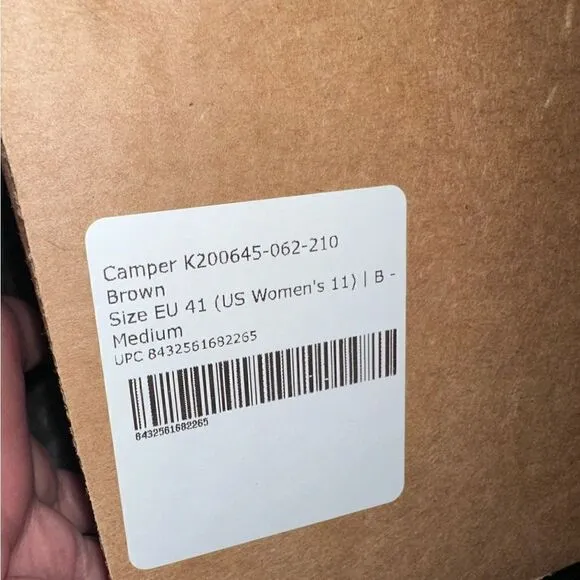 Camper K200645-062-210
Brown
Size EU 41 (US Women's 11) | B -
Medium
UPC 8432561682265
8432561682265